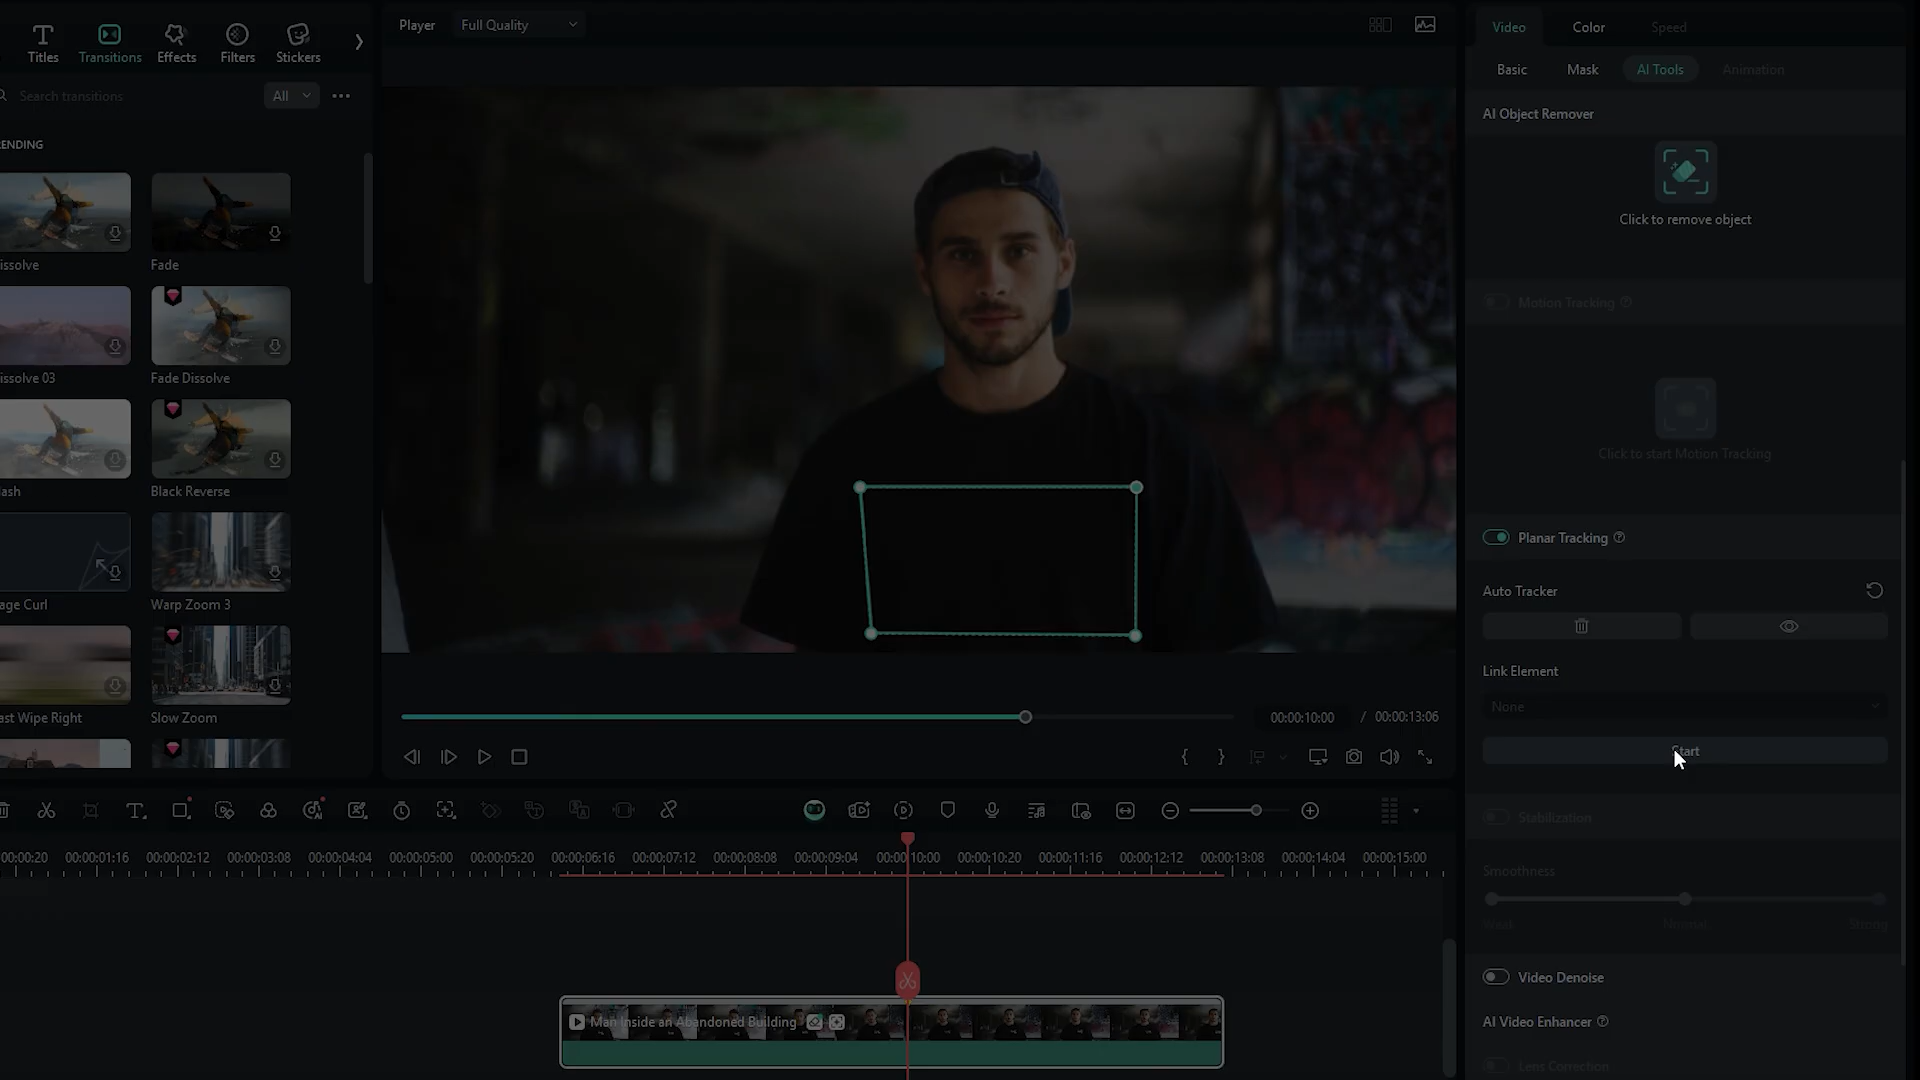 Titles
Transitions
Effects
Filters
Stickers
Search transitions
All
ENDING
issolve
Fade
issolve 03
Fade Dissolve
ash
Black Reverse
age Curl
Warp Zoom 3
ast Wipe Right
Slow Zoom
Player
Full Quality
00:00:10:00 / 00:00:13:06
Video
Color
Speed
Basic
Mask
AI Tools
Animation
AI Object Remover
Click to remove object
Motion Tracking
Click to start Motion Tracking
Planar Tracking
Auto Tracker
Link Element
None
Start
Stabilization
Smoothness
Weak
Normal
Strong
Video Denoise
AI Video Enhancer
Lens Correction
00:00:20 00:00:01:16 00:00:02:12 00:00:03:08 00:00:04:04 00:00:05:00 00:00:05:20 00:00:06:16 00:00:07:12 00:00:08:08 00:00:09:04 00:00:10:00 00:00:10:20 00:00:11:16 00:00:12:12 00:00:13:08 00:00:14:04 00:00:15:00
Man Inside an Abandoned Building